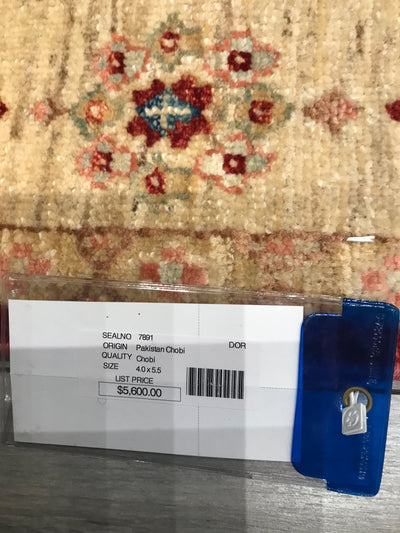 SEALNO 7891
ORIGIN Pakistan Chobi DOR
QUALITY Chobi
SIZE 4.0 x 5.5
LIST PRICE
$5,600.00